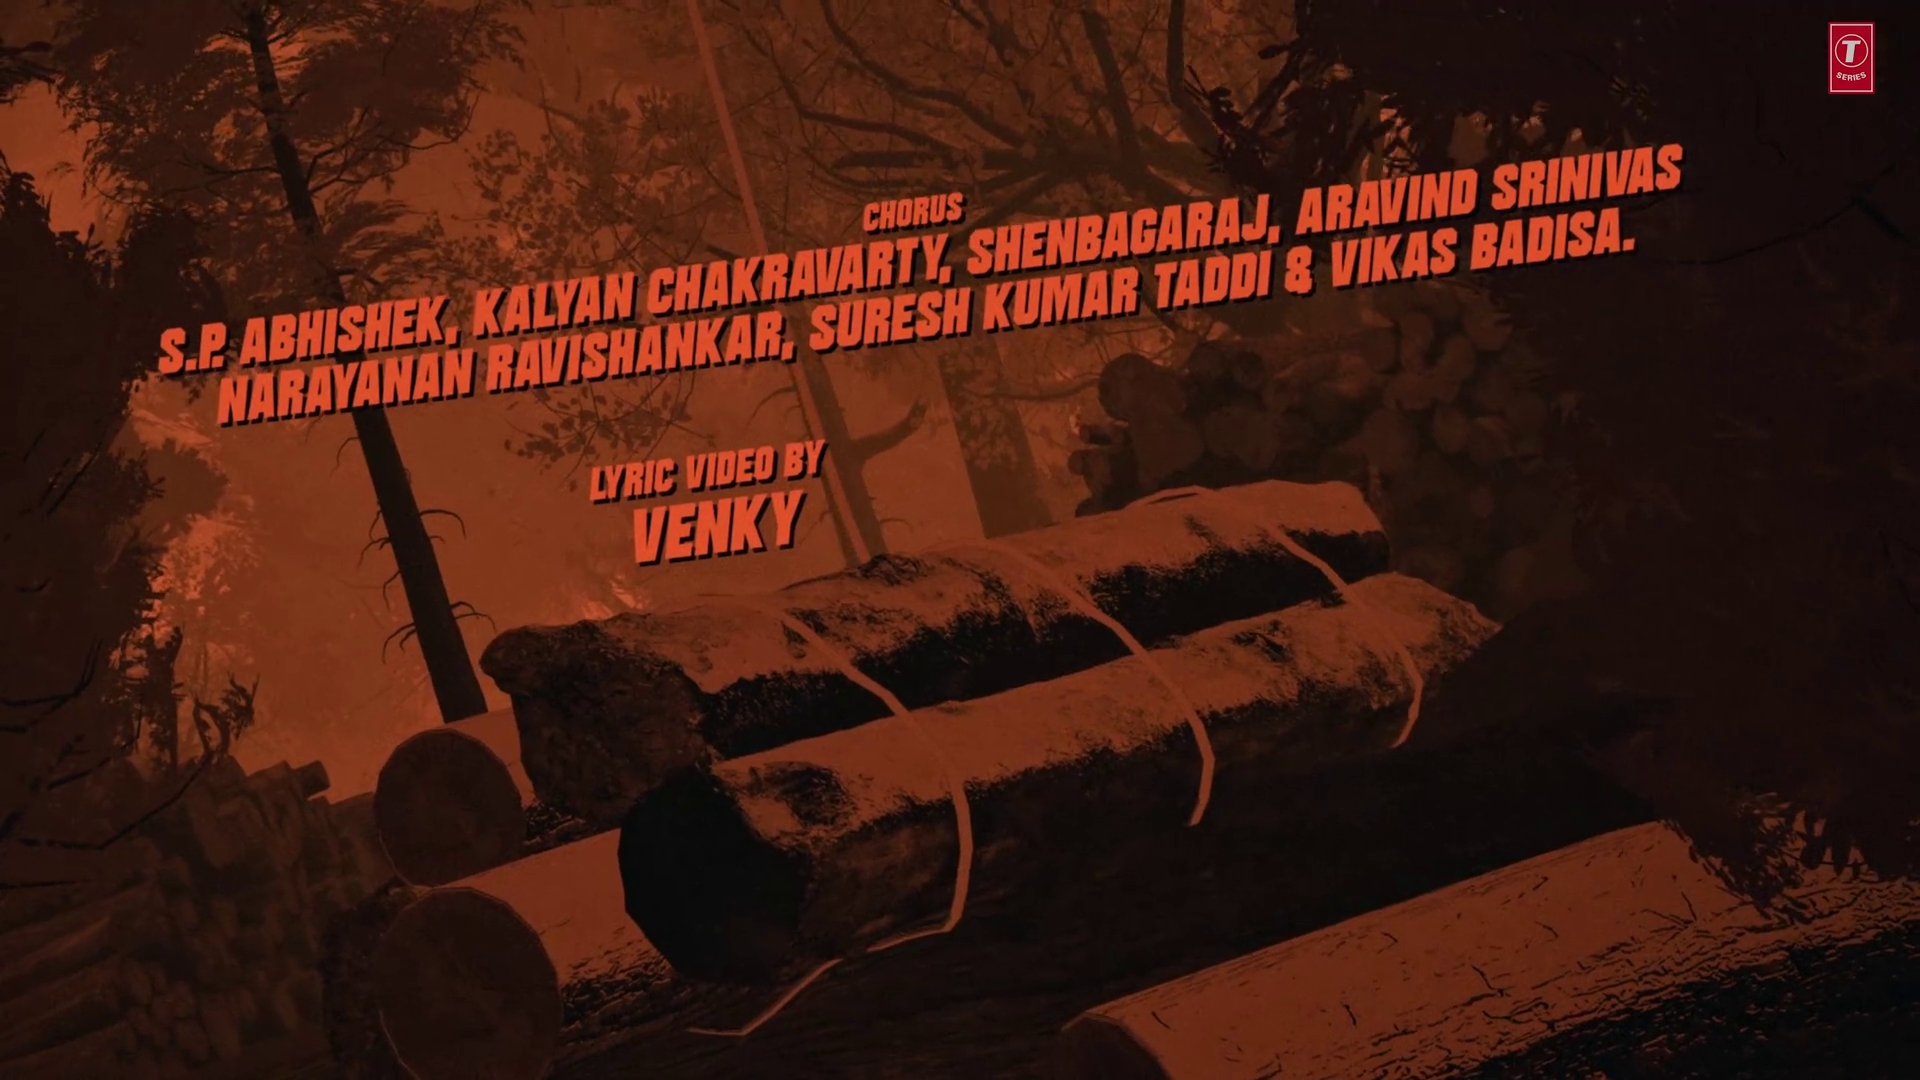 T
SERIES
CHORUS
S.P. ABHISHEK, KALYAN CHAKRAVARTY, SHENBAGARAJ, ARAVIND SRINIVAS
NARAYANAN RAVISHANKAR, SURESH KUMAR TADDI & VIKAS BADISA.
LYRIC VIDEO BY
VENKY